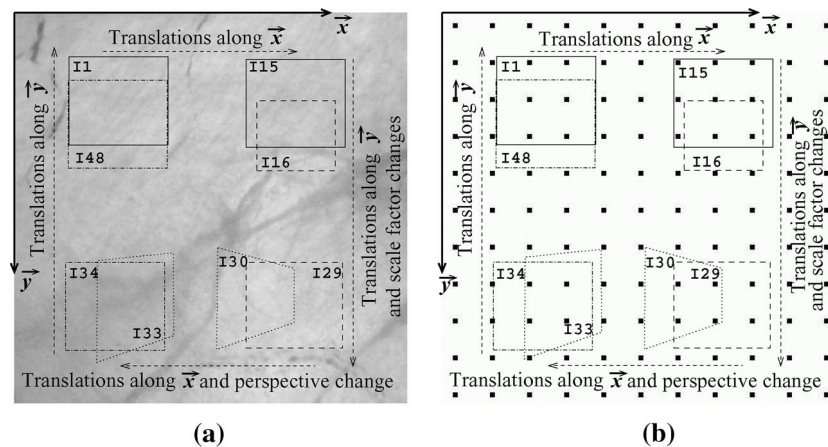 x
Translations along x
I1
I15
I48
I16
Translations along y
Translations along y
and scale factor changes
I34
I30
I29
I33
y
Translations along x and perspective change
(a)
x
Translations along x
I1
I15
I48
I16
Translations along y
Translations along y
and scale factor changes
I34
I30
I29
I33
y
Translations along x and perspective change
(b)